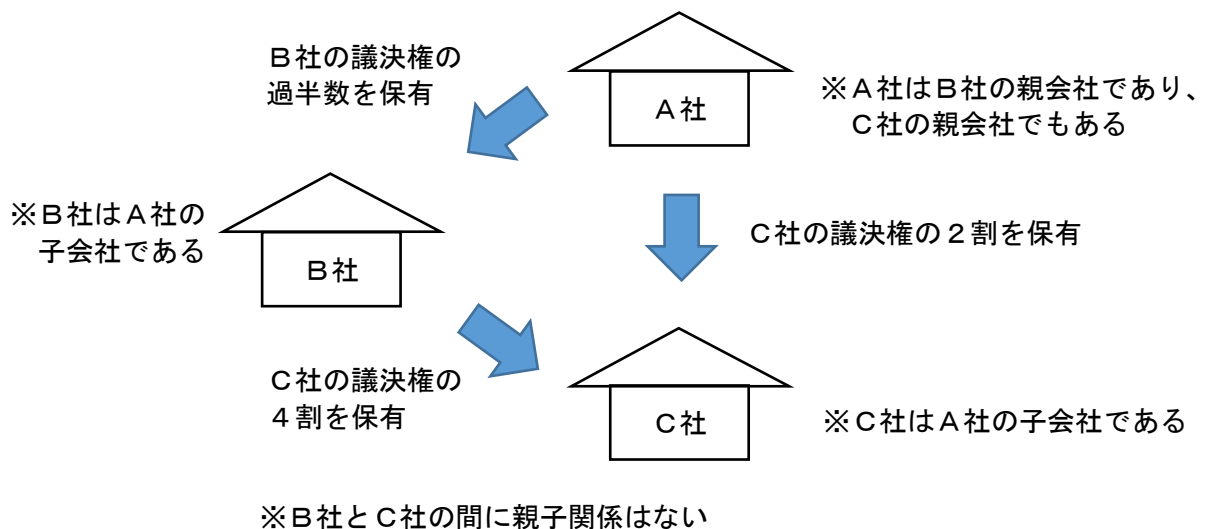 B社の議決権の
過半数を保有
A社
※A社はB社の親会社であり、
C社の親会社でもある
※B社はA社の
子会社である
B社
C社の議決権の2割を保有
C社の議決権の
4割を保有
C社
※C社はA社の子会社である
※B社とC社の間に親子関係はない